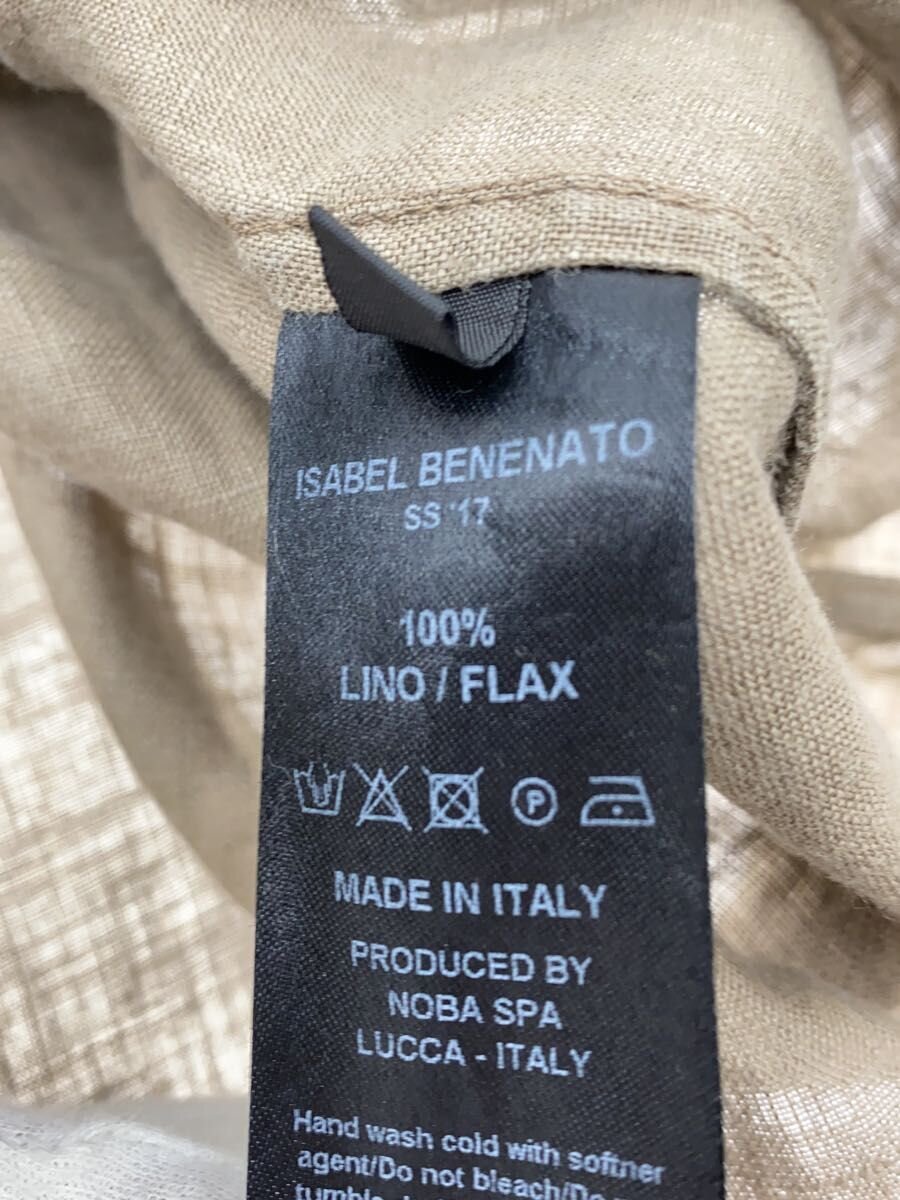 ISABEL BENENATO
SS '17
100%
LINO / FLAX
P
MADE IN ITALY
PRODUCED BY
NOBA SPA
LUCCA - ITALY
Hand wash cold with softner
agent/Do not bleach/Do
tumble